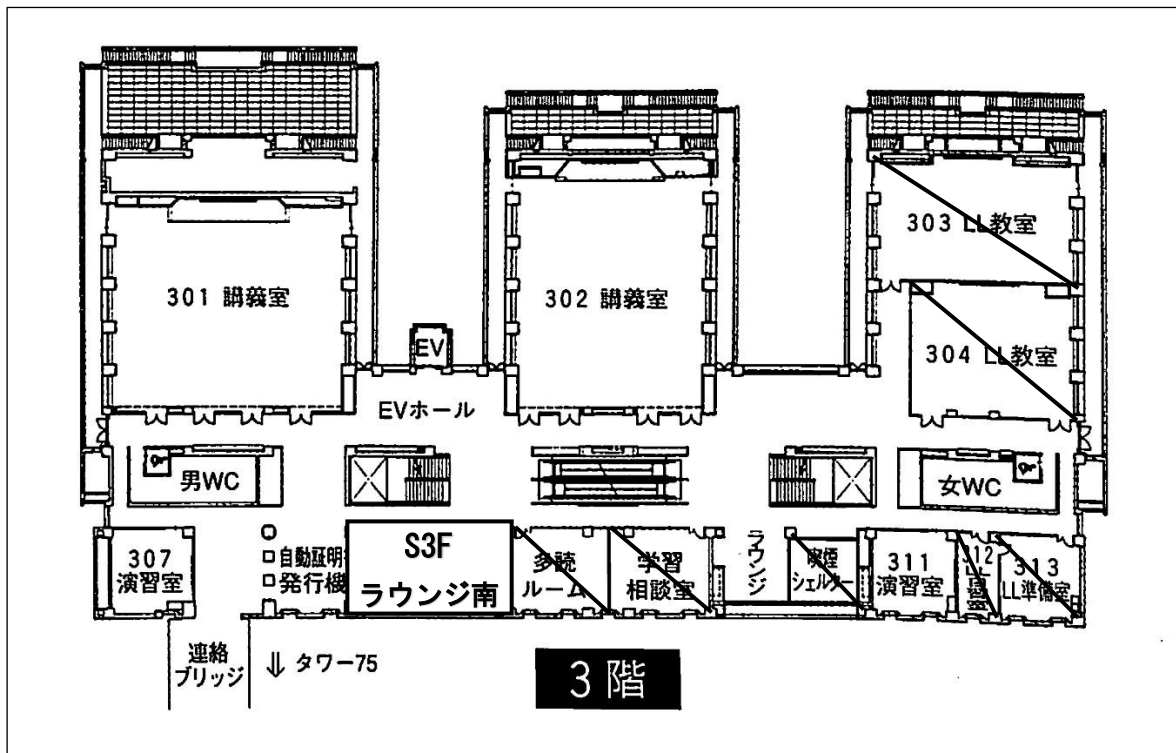 301 講義室
302 講義室
303 LL教室
304 LL教室
EV
EVホール
男WC
女WC
307
演習室
自動証明
発行機
S3F
ラウンジ南
多読
ルーム
学習
相談室
ラウンジ
喫煙
シェルター
311
演習室
313
LL準備室
連絡
ブリッジ
⇩ タワー75
3階